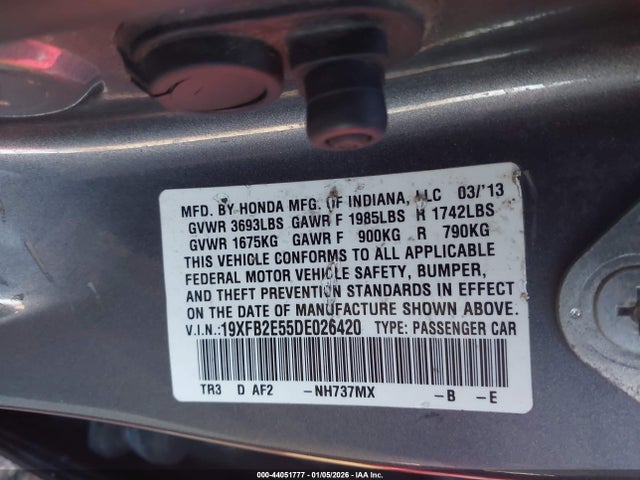 MFD. BY HONDA MFG. OF INDIANA, LLC 03/'13
GVWR 3693LBS GAWR F 1985LBS R 1742LBS
GVWR 1675KG GAWR F 900KG R 790KG
THIS VEHICLE CONFORMS TO ALL APPLICABLE
FEDERAL MOTOR VEHICLE SAFETY, BUMPER,
AND THEFT PREVENTION STANDARDS IN EFFECT
ON THE DATE OF MANUFACTURE SHOWN ABOVE.
V.I.N.:19XFB2E55DE026420 TYPE: PASSENGER CAR
TR3 D AF2 -NH737MX -B -E
000-44051777 - 01/05/2026 - IAA Inc.